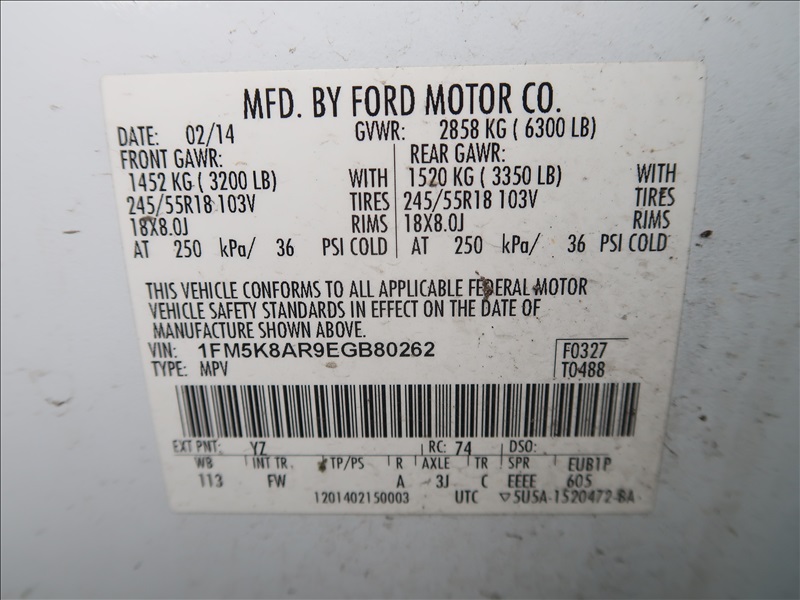 MFD. BY FORD MOTOR CO.
DATE: 02/14 GVWR: 2858 KG ( 6300 LB)
FRONT GAWR: REAR GAWR:
1452 KG ( 3200 LB) WITH 1520 KG ( 3350 LB) WITH
245/55R18 103V TIRES 245/55R18 103V TIRES
18X8.0J RIMS 18X8.0J RIMS
AT 250 kPa/ 36 PSI COLD AT 250 kPa/ 36 PSI COLD
THIS VEHICLE CONFORMS TO ALL APPLICABLE FEDERAL MOTOR
VEHICLE SAFETY STANDARDS IN EFFECT ON THE DATE OF
MANUFACTURE SHOWN ABOVE.
VIN: 1FM5K8AR9EGB80262 F0327
TYPE: MPV T0488
EXT PNT: YZ RC: 74 DSO:
WB INT TR. TP/PS R AXLE TR SPR EUB1P
113 FW A 3J C EEEE 605
1201402150003 UTC ▽5U5A-1520472-BA